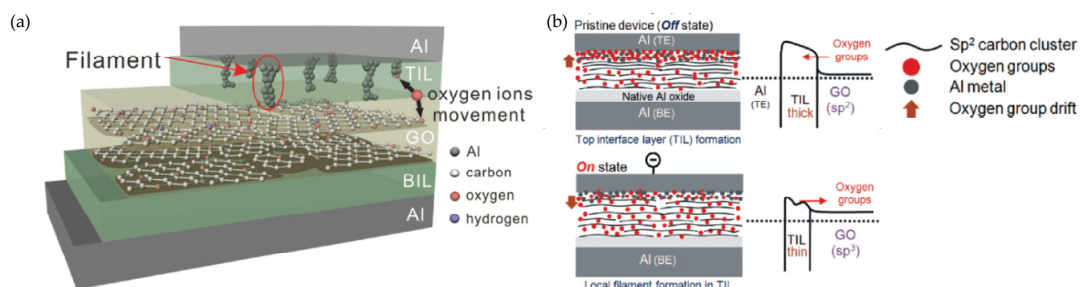 (a)
Al
Filament
TIL
oxygen ions
movement
GO
Al
carbon
oxygen
hydrogen
BIL
Al
(b)
Pristine device (Off state)
Al (TE)
Native Al oxide
Al (BE)
Top interface layer (TIL) formation
Oxygen
groups
Al
(TE)
TIL
thick
GO
(sp²)
Sp² carbon cluster
Oxygen groups
Al metal
Oxygen group drift
On state
Al (BE)
Local filament formation in TIL
Oxygen
groups
TIL
thin
GO
(sp³)